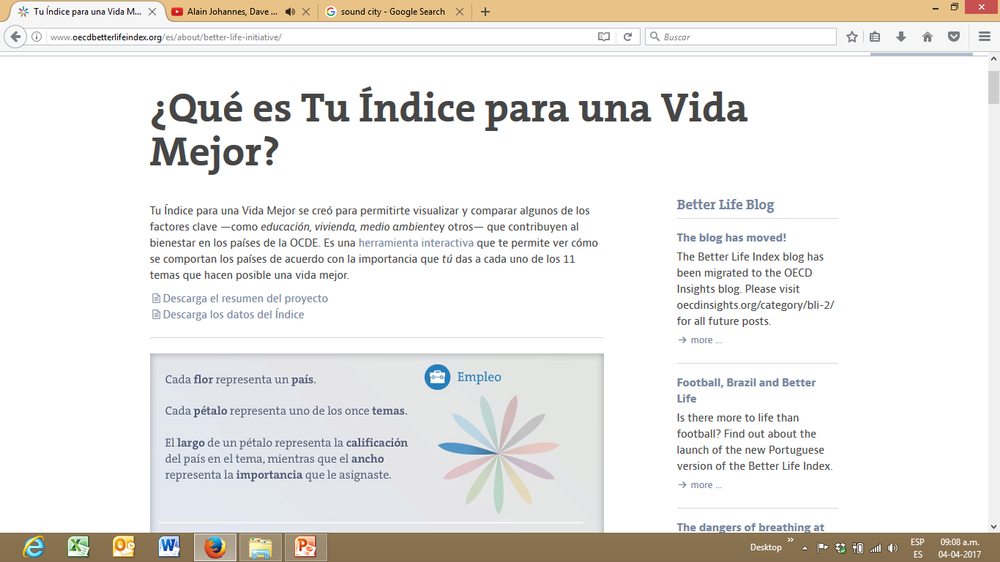 Tu Índice para una Vida M...
Alain Johannes, Dave ...
sound city - Google Search
www.oecdbetterlifeindex.org/es/about/better-life-initiative/
Buscar
¿Qué es Tu Índice para una Vida
Mejor?
Tu Índice para una Vida Mejor se creó para permitirte visualizar y comparar algunos de los
factores clave —como educación, vivienda, medio ambientey otros— que contribuyen al
bienestar en los países de la OCDE. Es una herramienta interactiva que te permite ver cómo
se comportan los países de acuerdo con la importancia que tú das a cada uno de los 11
temas que hacen posible una vida mejor.
Descarga el resumen del proyecto
Descarga los datos del Índice
Cada flor representa un país.
Cada pétalo representa uno de los once temas.
El largo de un pétalo representa la calificación
del país en el tema, mientras que el ancho
representa la importancia que le asignaste.
Empleo
Better Life Blog
The blog has moved!
The Better Life Index blog has
been migrated to the OECD
Insights blog. Please visit
oecdinsights.org/category/bli-2/
for all future posts.
more ...
Football, Brazil and Better
Life
Is there more to life than
football? Find out about the
launch of the new Portuguese
version of the Better Life Index.
more ...
The dangers of breathing at
Desktop
ESP
ES
09:08 a.m.
04-04-2017